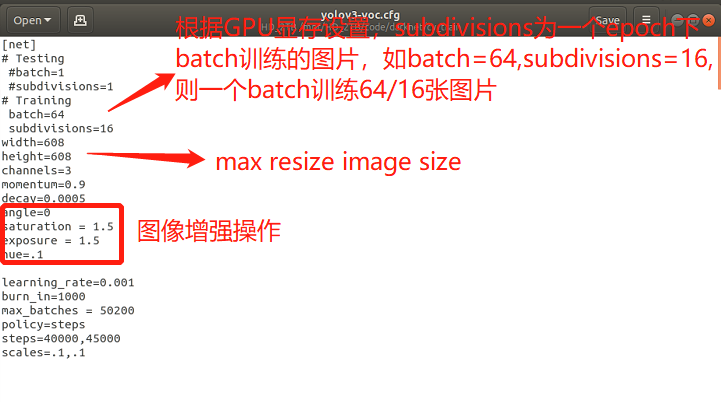 Open
yolov3-voc.cfg
Save
根据GPU显存设置，subdivisions为一个epoch下
batch训练的图片，如batch=64,subdivisions=16,
则一个batch训练64/16张图片
[net]
# Testing
#batch=1
#subdivisions=1
# Training
batch=64
subdivisions=16
width=608
height=608
max resize image size
channels=3
momentum=0.9
decay=0.0005
angle=0
saturation = 1.5
exposure = 1.5
hue=.1
图像增强操作
learning_rate=0.001
burn_in=1000
max_batches = 50200
policy=steps
steps=40000,45000
scales=.1,.1